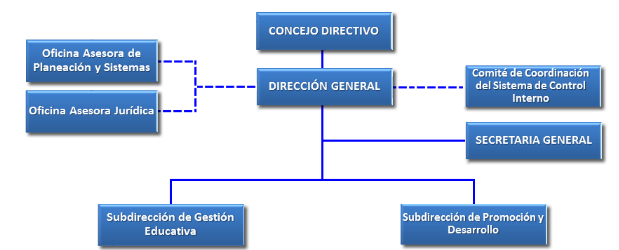 CONCEJO DIRECTIVO
Oficina Asesora de
Planeación y Sistemas
DIRECCIÓN GENERAL
Comité de Coordinación
del Sistema de Control
Interno
Oficina Asesora Jurídica
SECRETARIA GENERAL
Subdirección de Gestión
Educativa
Subdirección de Promoción y
Desarrollo